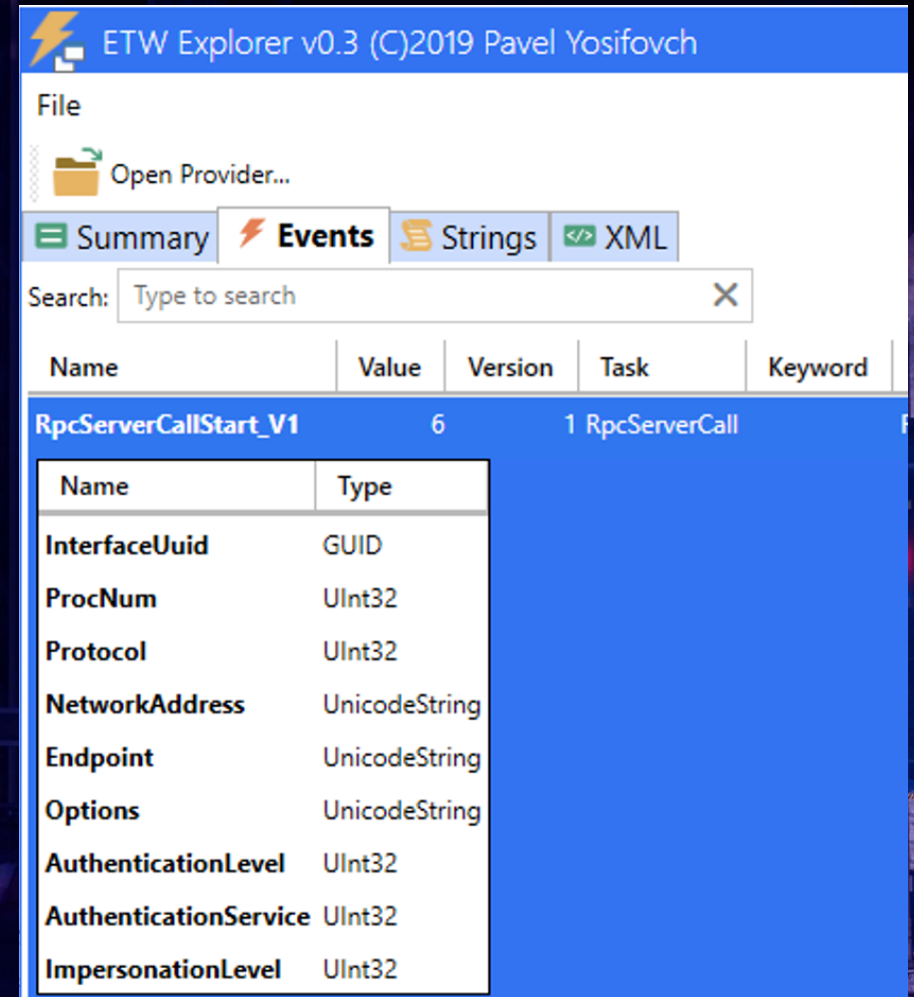 ETW Explorer v0.3 (C)2019 Pavel Yosifovch
File
Open Provider...
Summary Events Strings XML
Search: Type to search
Name Value Version Task Keyword
RpcServerCallStart_V1 6 1 RpcServerCall
Name Type
InterfaceUuid GUID
ProcNum UInt32
Protocol UInt32
NetworkAddress UnicodeString
Endpoint UnicodeString
Options UnicodeString
AuthenticationLevel UInt32
AuthenticationService UInt32
ImpersonationLevel UInt32